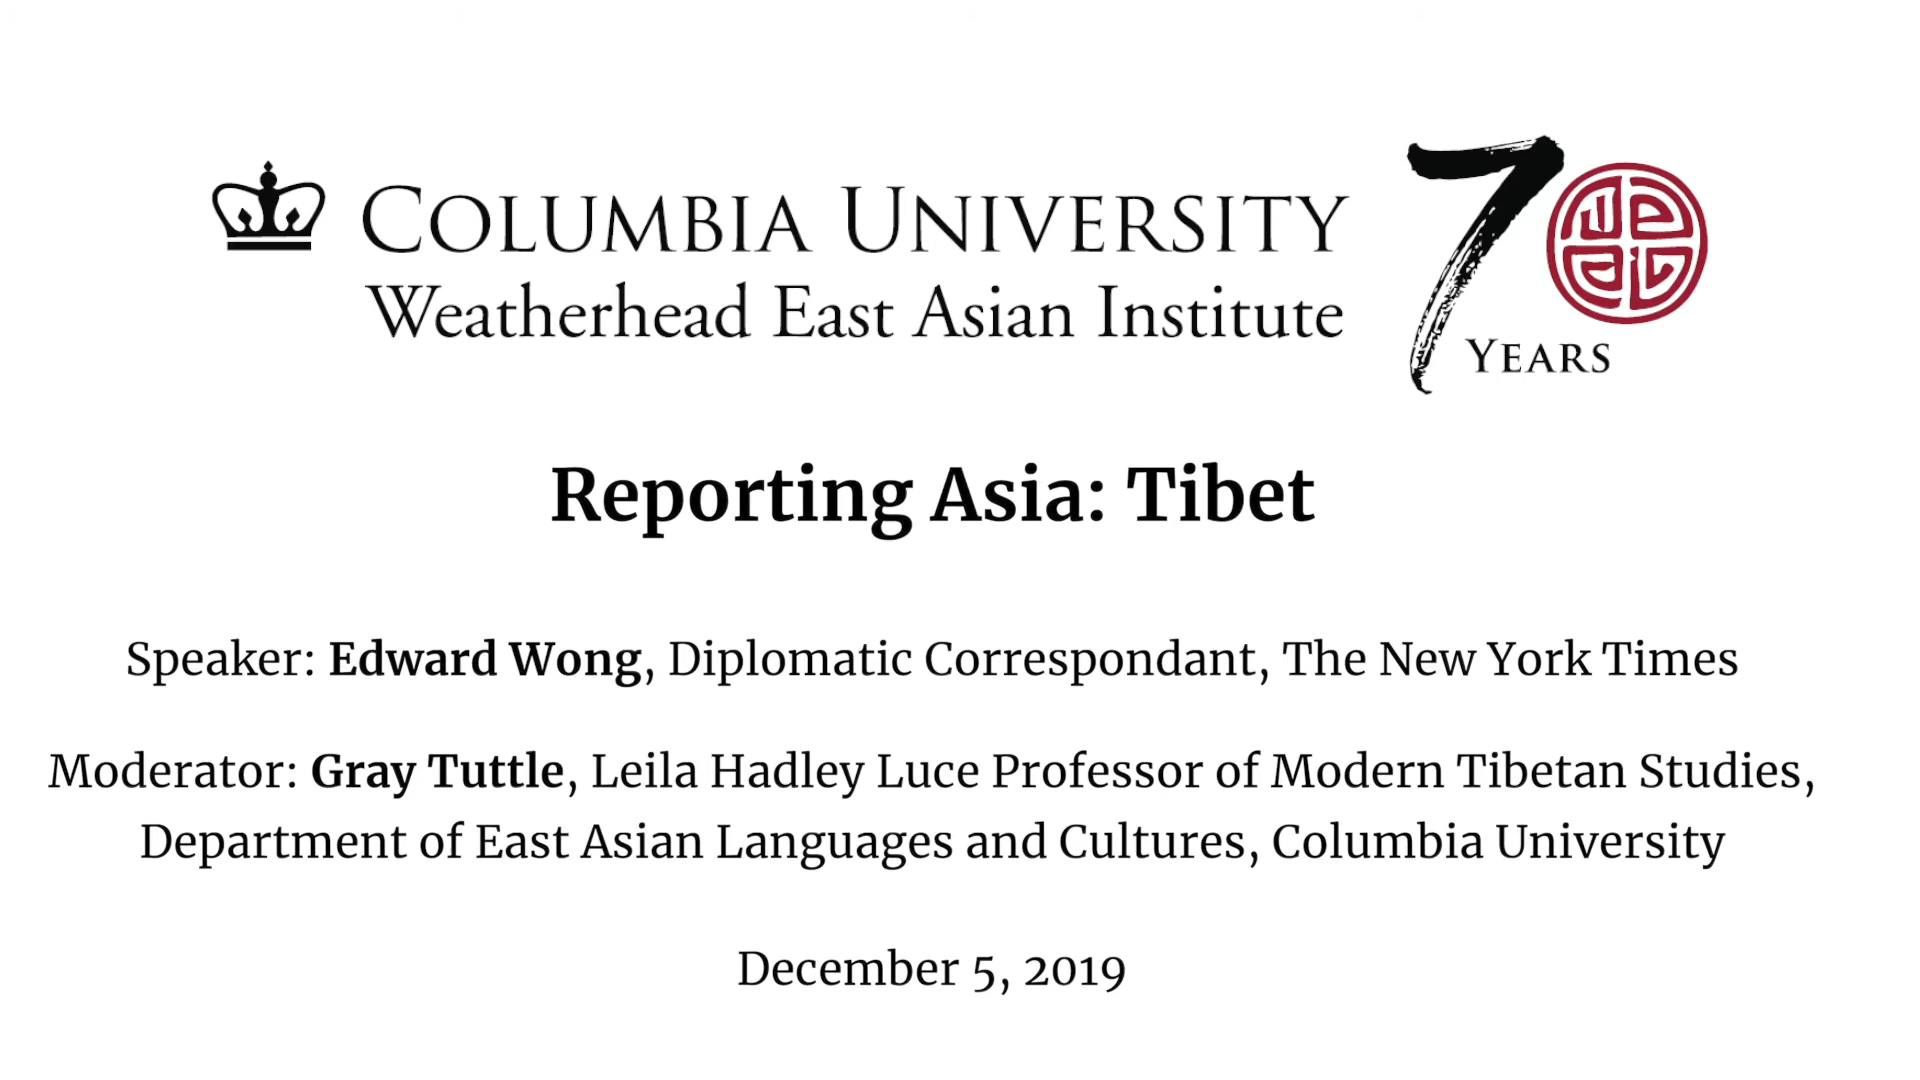 COLUMBIA UNIVERSITY
Weatherhead East Asian Institute
70
WEAI
YEARS
Reporting Asia: Tibet
Speaker: Edward Wong, Diplomatic Correspondant, The New York Times
Moderator: Gray Tuttle, Leila Hadley Luce Professor of Modern Tibetan Studies,
Department of East Asian Languages and Cultures, Columbia University
December 5, 2019